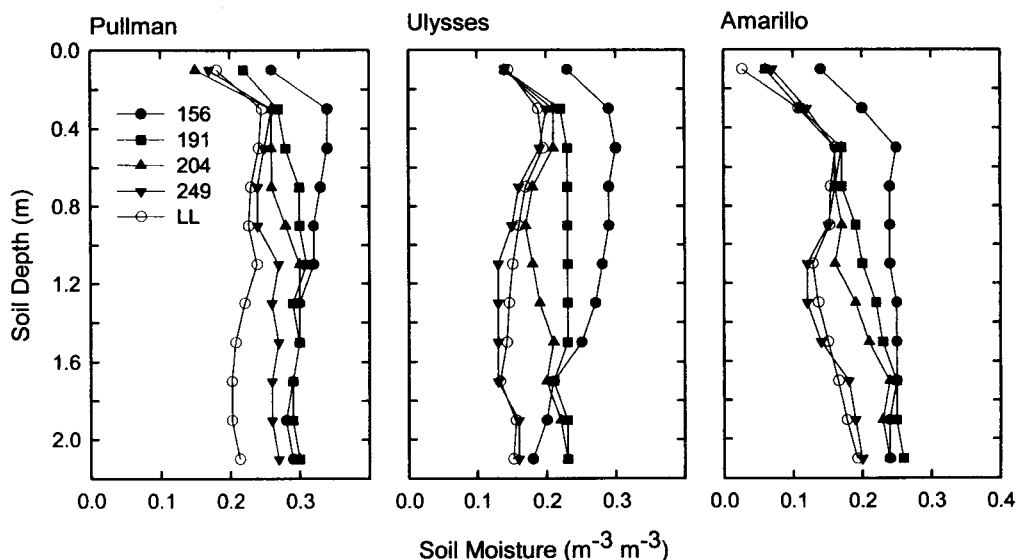 Pullman Ulysses Amarillo
0.0
0.4
0.8
1.2
1.6
2.0
Soil Depth (m)
156
191
204
249
LL
0.0 0.1 0.2 0.3 0.0 0.1 0.2 0.3 0.0 0.1 0.2 0.3 0.4
Soil Moisture (m⁻³ m⁻³)